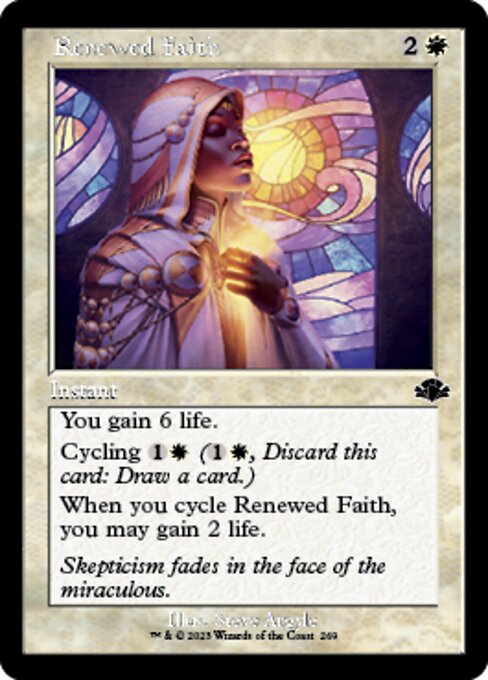 Renewed Faith 2
Instant
You gain 6 life.
Cycling 1 (1, Discard this
card: Draw a card.)
When you cycle Renewed Faith,
you may gain 2 life.
Skepticism fades in the face of the
miraculous.
Illus. Steve Argyle
™ & © 2023 Wizards of the Coast 269